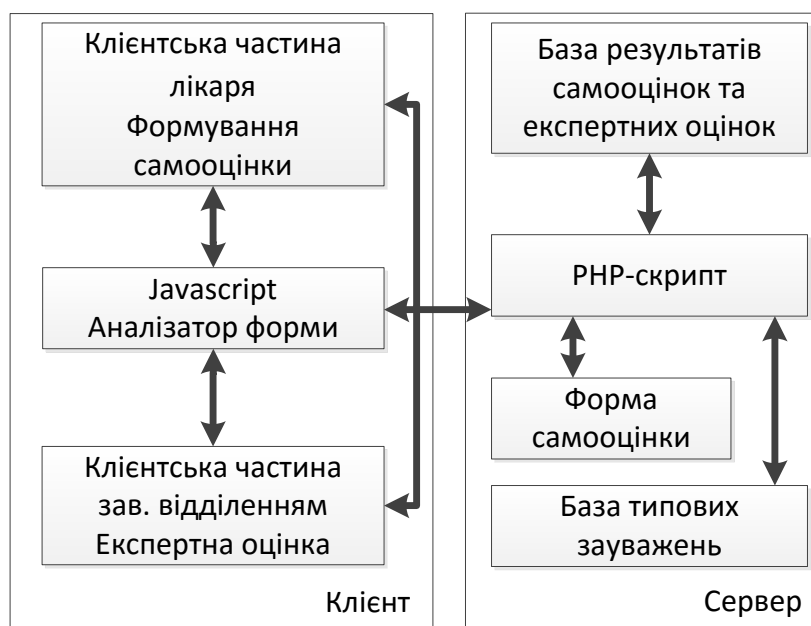 Клієнтська частина
лікаря
Формування
самооцінки
Javascript
Аналізатор форми
Клієнтська частина
зав. відділенням
Експертна оцінка
Клієнт
База результатів
самооцінок та
експертних оцінок
PHP-скрипт
Форма
самооцінки
База типових
зауважень
Сервер